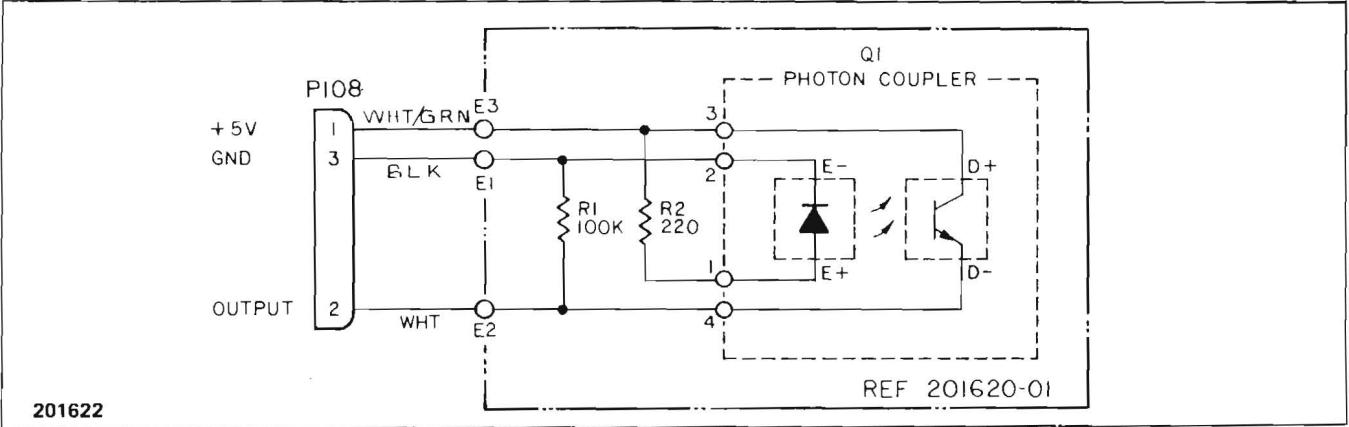 Q1
PHOTON COUPLER
P108
+5V
1
WHT/GRN
E3
3
GND
3
BLK
E1
2
E-
D+
R1
100K
R2
220
1
E+
D-
OUTPUT
2
WHT
E2
4
REF 201620-01
201622